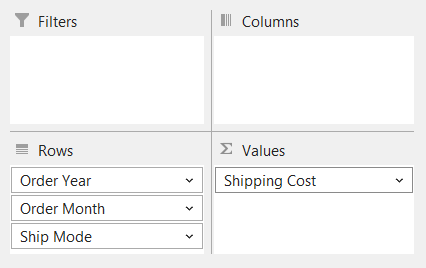 Filters
Columns
Rows
Order Year
Order Month
Ship Mode
Values
Shipping Cost